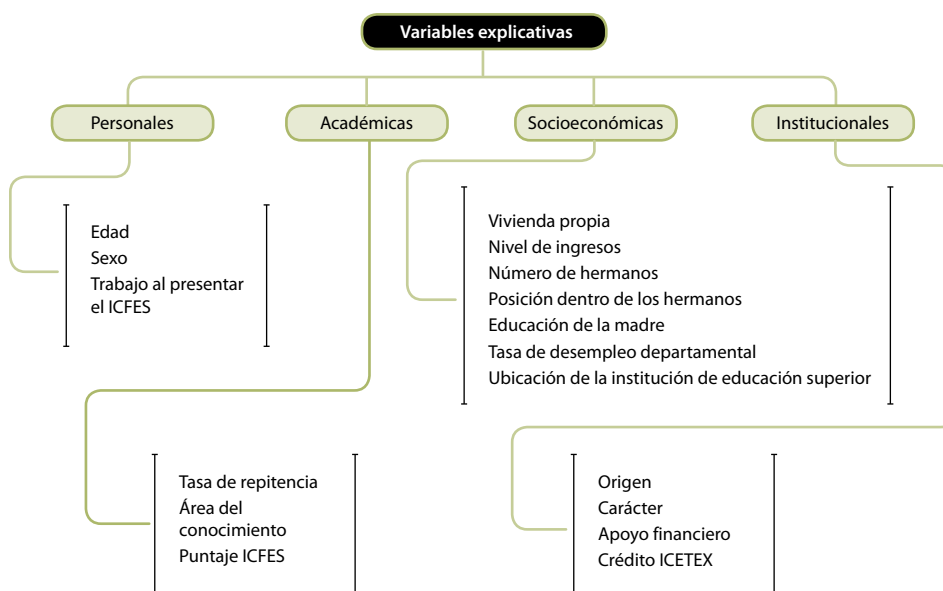 Variables explicativas
Personales
Académicas
Socioeconómicas
Institucionales
Edad
Sexo
Trabajo al presentar
el ICFES
Vivienda propia
Nivel de ingresos
Número de hermanos
Posición dentro de los hermanos
Educación de la madre
Tasa de desempleo departamental
Ubicación de la institución de educación superior
Tasa de repitencia
Área del
conocimiento
Puntaje ICFES
Origen
Carácter
Apoyo financiero
Crédito ICETEX